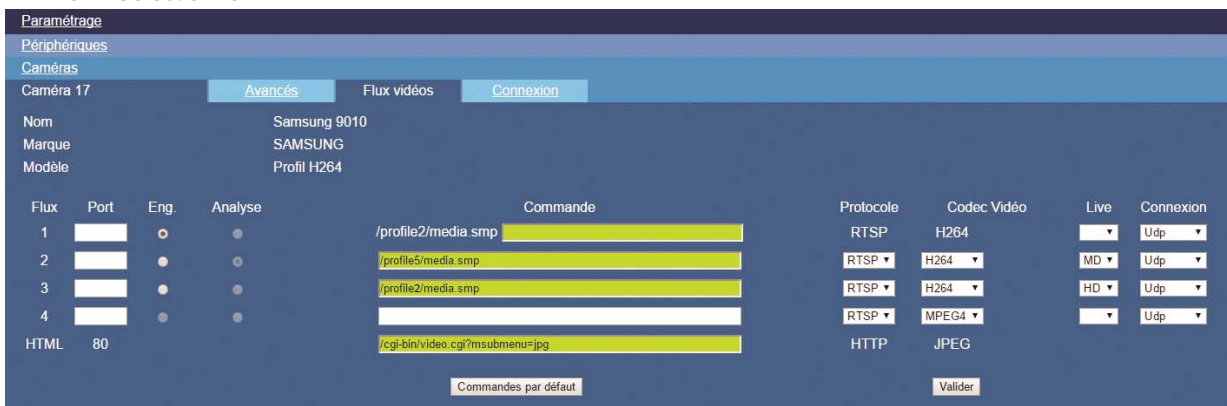 Paramétrage
Périphériques
Caméras
Caméra 17 Avancés Flux vidéos Connexion
Nom Samsung 9010
Marque SAMSUNG
Modèle Profil H264
Flux Port Eng. Analyse Commande Protocole Codec Vidéo Live Connexion
1 /profile2/media.smp RTSP H264 Udp
2 /profile5/media.smp RTSP H264 MD Udp
3 /profile2/media.smp RTSP H264 HD Udp
4 RTSP MPEG4 Udp
HTML 80 /cgi-bin/video.cgi?msubmenu=jpg HTTP JPEG
Commandes par défaut Valider